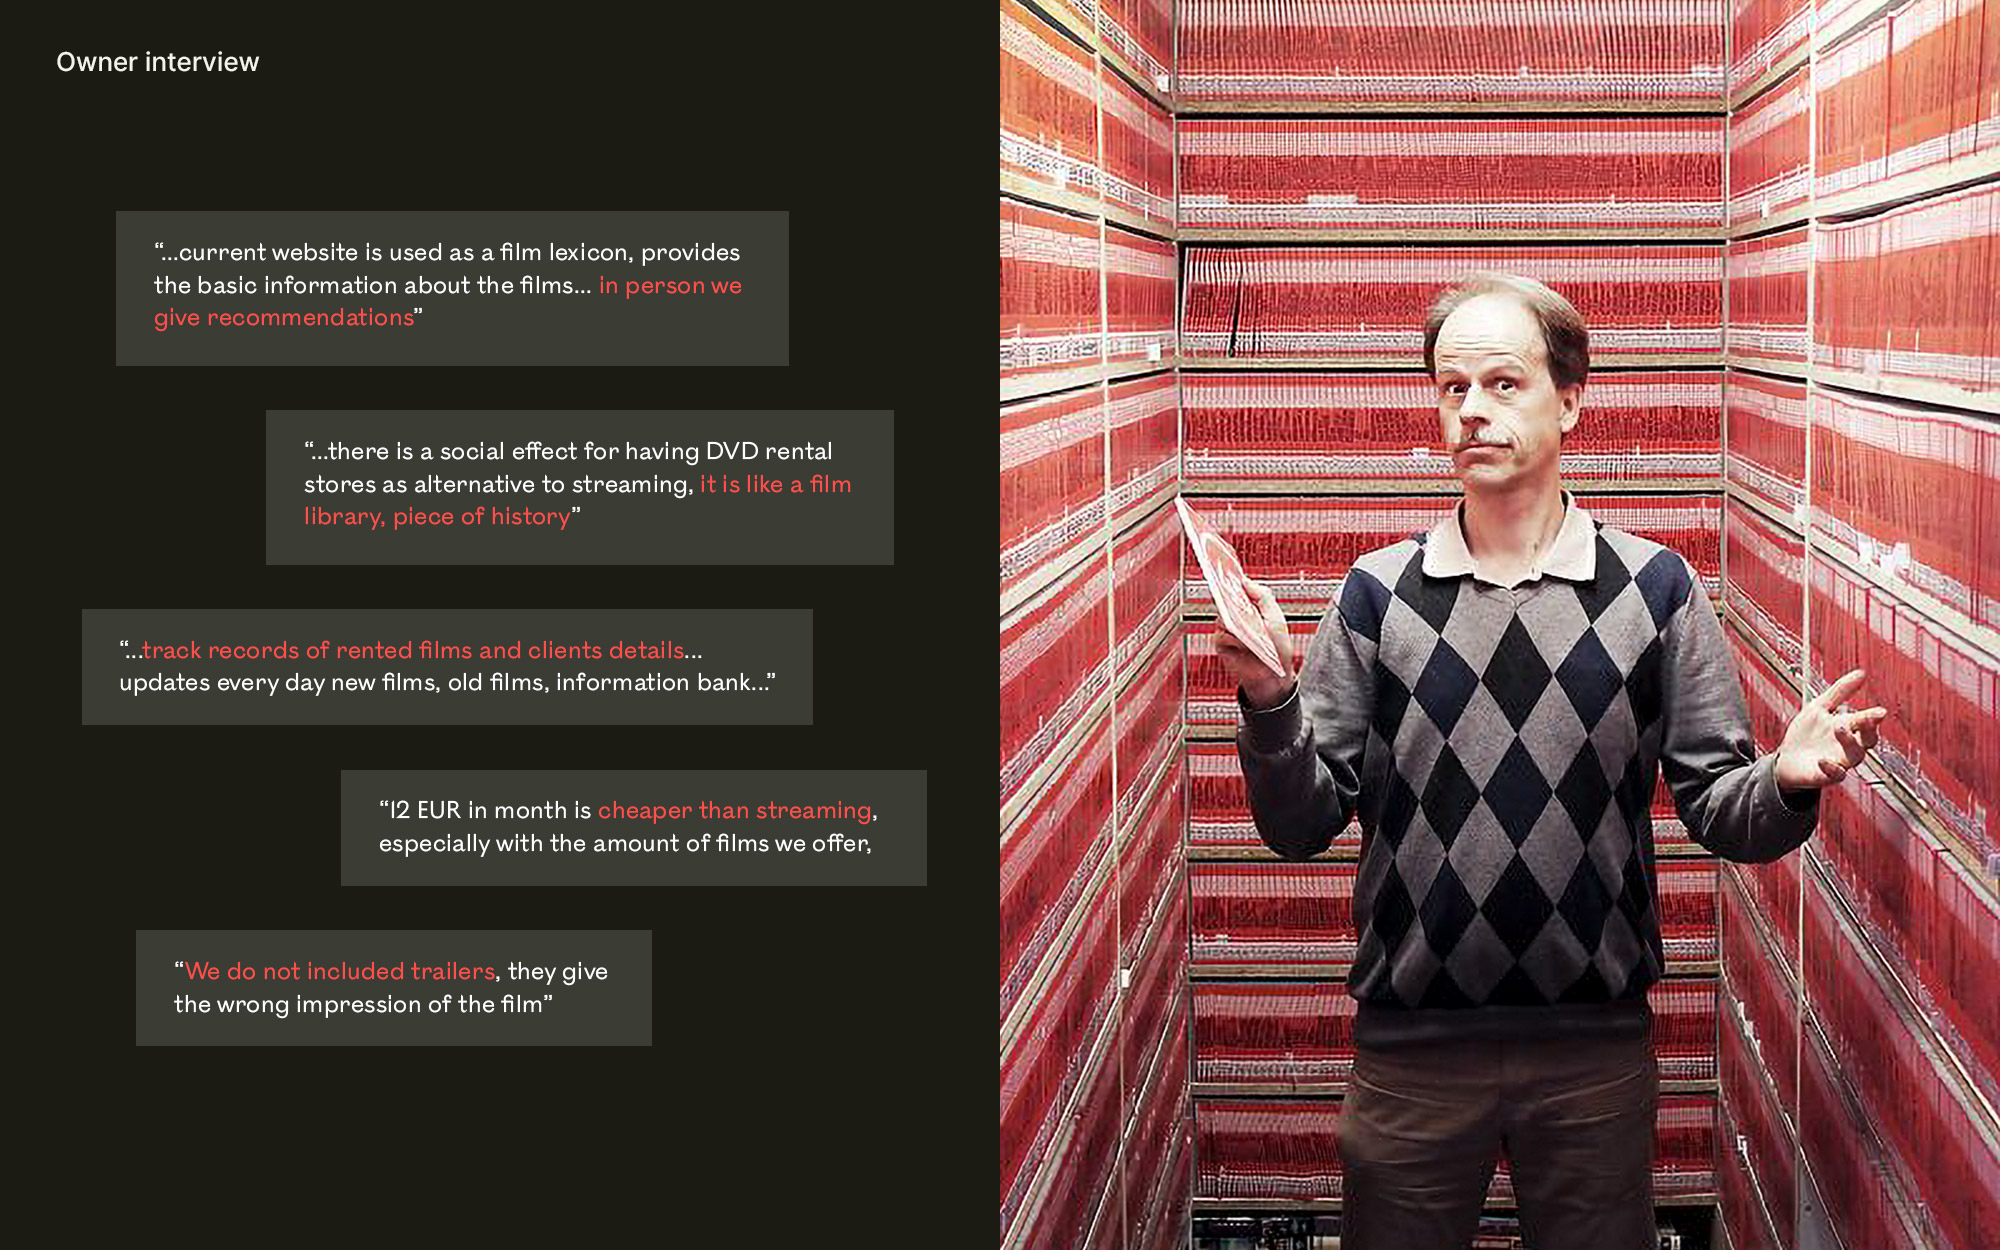 Owner interview
“...current website is used as a film lexicon, provides
the basic information about the films... in person we
give recommendations”
“...there is a social effect for having DVD rental
stores as alternative to streaming, it is like a film
library, piece of history”
“...track records of rented films and clients details...
updates every day new films, old films, information bank...”
“12 EUR in month is cheaper than streaming,
especially with the amount of films we offer,
“We do not included trailers, they give
the wrong impression of the film”